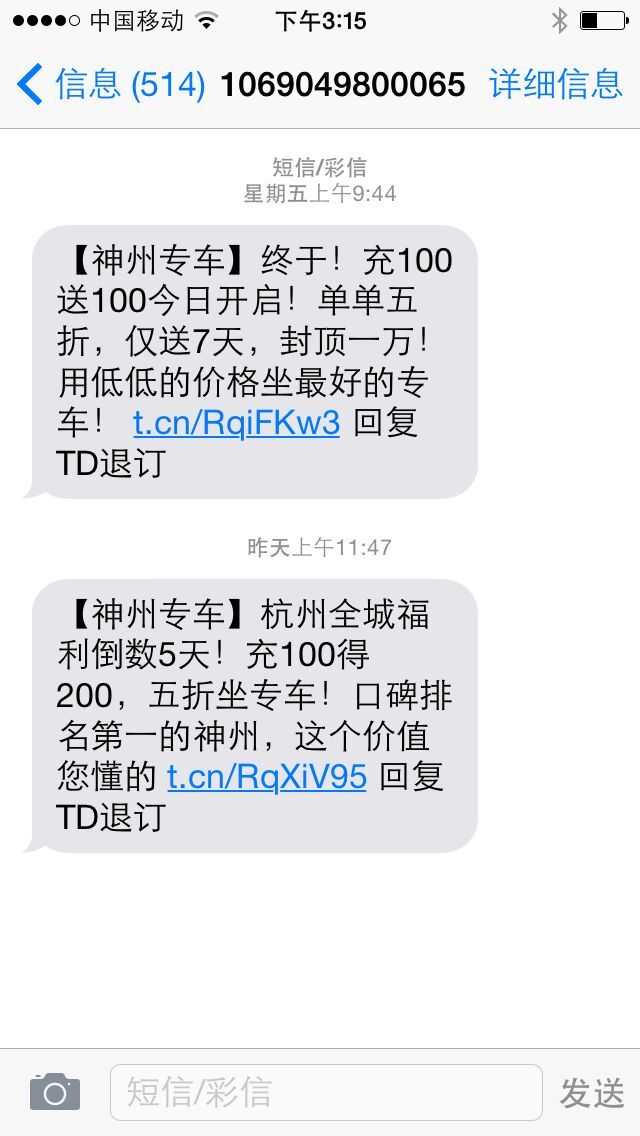 中国移动 下午3:15
信息 (514) 1069049800065 详细信息
短信/彩信
星期五上午9:44
【神州专车】终于！充100
送100今日开启！单单五
折，仅送7天，封顶一万！
用低低的价格坐最好的专
车！ t.cn/RqiFKw3 回复
TD退订
昨天上午11:47
【神州专车】杭州全城福
利倒数5天！充100得
200，五折坐专车！口碑排
名第一的神州，这个价值
您懂的 t.cn/RqXiV95 回复
TD退订
短信/彩信 发送